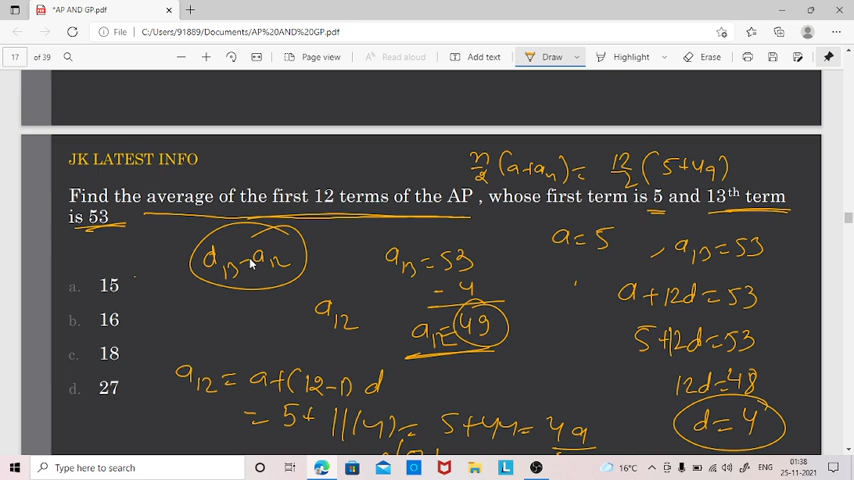 *AP AND GP.pdf
File C:/Users/91889/Documents/AP%20AND%20GP.pdf
17 of 39 Page view Read aloud Add text Draw Highlight Erase
JK LATEST INFO
n/2 (a+an) = 12/2 (5+49)
Find the average of the first 12 terms of the AP , whose first term is 5 and 13th term
is 53
a13 - a12
a13 = 53
a = 5 , a13 = 53
- 4
a. 15
a + 12d = 53
a12
a12 = 49
b. 16
5+12d = 53
c. 18
a12 = a+(12-1) d
12d = 48
d. 27
= 5+ 11(4) = 5+44 = 49
d = 4
Type here to search
16°C ENG 01:38
25-11-2021